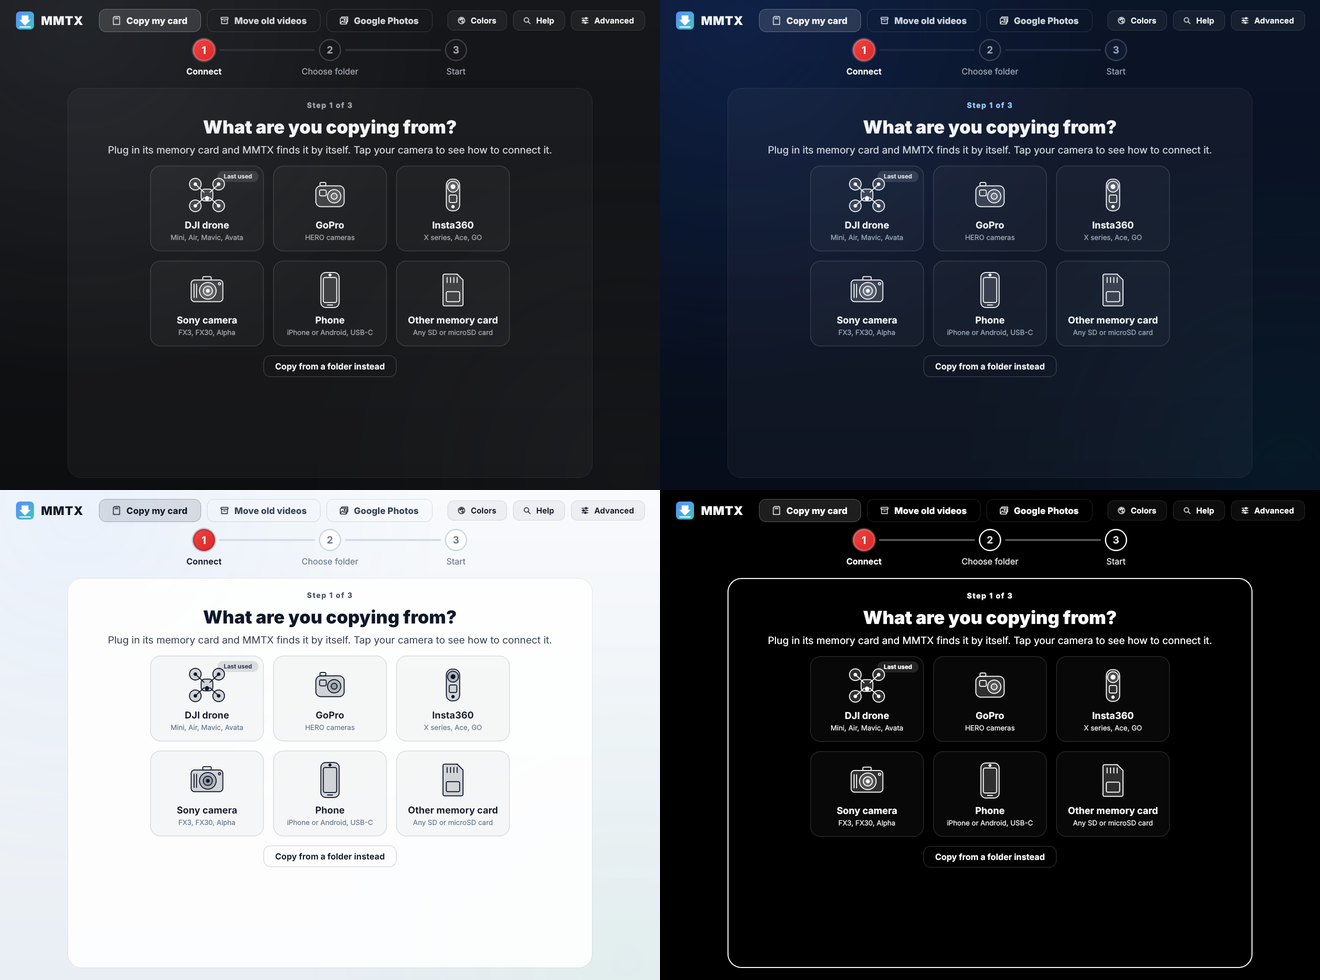 MMTX Copy my card Move old videos Google Photos Colors Help Advanced
1 2 3
Connect Choose folder Start
Step 1 of 3
What are you copying from?
Plug in its memory card and MMTX finds it by itself. Tap your camera to see how to connect it.
Last used
DJI drone GoPro Insta360
Mini, Air, Mavic, Avata HERO cameras X series, Ace, GO
Sony camera Phone Other memory card
FX3, FX30, Alpha iPhone or Android, USB-C Any SD or microSD card
Copy from a folder instead
MMTX Copy my card Move old videos Google Photos Colors Help Advanced
1 2 3
Connect Choose folder Start
Step 1 of 3
What are you copying from?
Plug in its memory card and MMTX finds it by itself. Tap your camera to see how to connect it.
Last used
DJI drone GoPro Insta360
Mini, Air, Mavic, Avata HERO cameras X series, Ace, GO
Sony camera Phone Other memory card
FX3, FX30, Alpha iPhone or Android, USB-C Any SD or microSD card
Copy from a folder instead
MMTX Copy my card Move old videos Google Photos Colors Help Advanced
1 2 3
Connect Choose folder Start
Step 1 of 3
What are you copying from?
Plug in its memory card and MMTX finds it by itself. Tap your camera to see how to connect it.
Last used
DJI drone GoPro Insta360
Mini, Air, Mavic, Avata HERO cameras X series, Ace, GO
Sony camera Phone Other memory card
FX3, FX30, Alpha iPhone or Android, USB-C Any SD or microSD card
Copy from a folder instead
MMTX Copy my card Move old videos Google Photos Colors Help Advanced
1 2 3
Connect Choose folder Start
Step 1 of 3
What are you copying from?
Plug in its memory card and MMTX finds it by itself. Tap your camera to see how to connect it.
Last used
DJI drone GoPro Insta360
Mini, Air, Mavic, Avata HERO cameras X series, Ace, GO
Sony camera Phone Other memory card
FX3, FX30, Alpha iPhone or Android, USB-C Any SD or microSD card
Copy from a folder instead